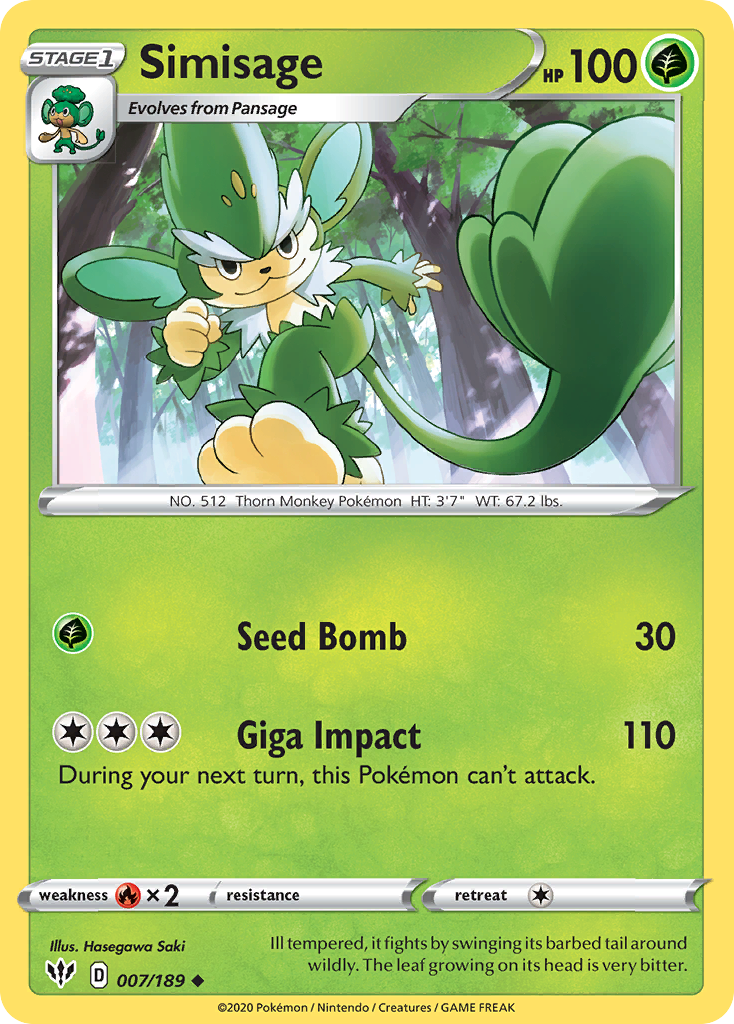 STAGE 1
Simisage
HP 100
Evolves from Pansage
NO. 512 Thorn Monkey Pokémon HT: 3'7" WT: 67.2 lbs.
Seed Bomb 30
Giga Impact 110
During your next turn, this Pokémon can't attack.
weakness ×2 resistance retreat
Illus. Hasegawa Saki
Ill tempered, it fights by swinging its barbed tail around
wildly. The leaf growing on its head is very bitter.
D 007/189
©2020 Pokémon / Nintendo / Creatures / GAME FREAK